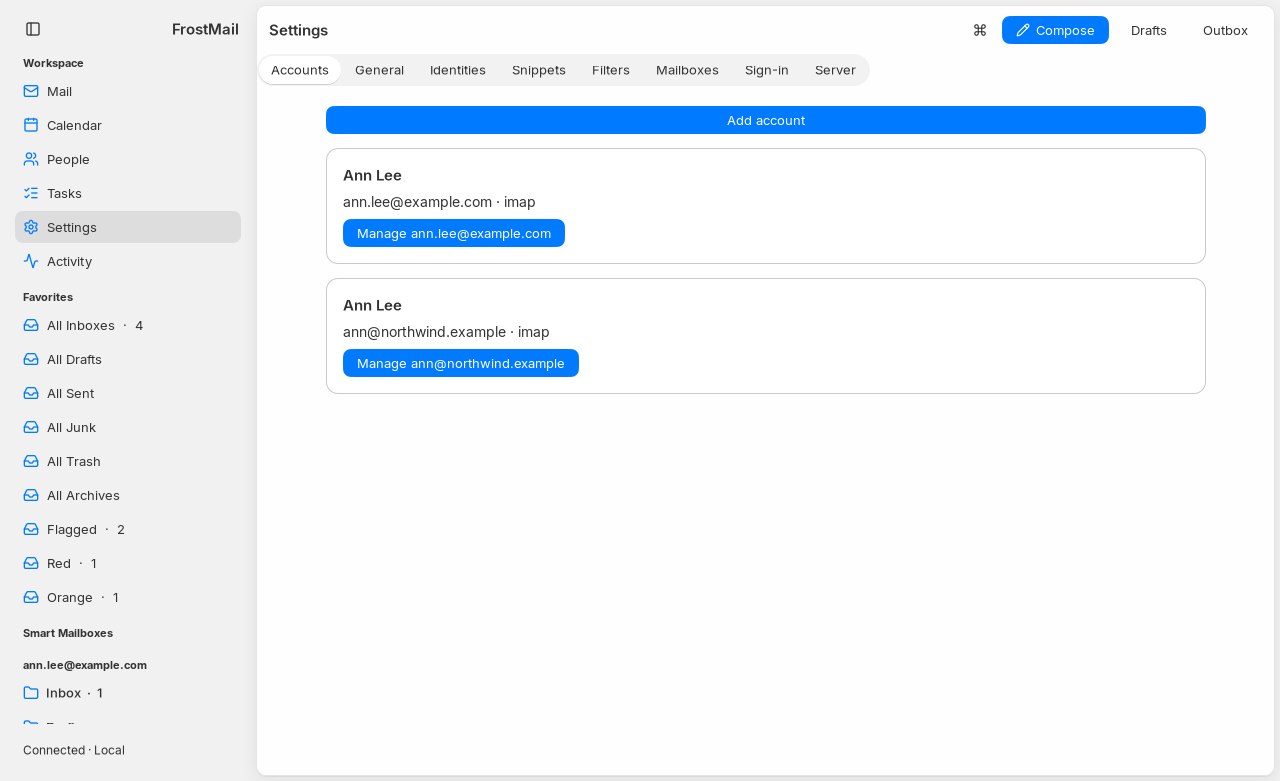 FrostMail
Workspace
Mail
Calendar
People
Tasks
Settings
Activity
Favorites
All Inboxes · 4
All Drafts
All Sent
All Junk
All Trash
All Archives
Flagged · 2
Red · 1
Orange · 1
Smart Mailboxes
ann.lee@example.com
Inbox · 1
Connected · Local
Settings
⌘ Compose Drafts Outbox
Accounts General Identities Snippets Filters Mailboxes Sign-in Server
Add account
Ann Lee
ann.lee@example.com · imap
Manage ann.lee@example.com
Ann Lee
ann@northwind.example · imap
Manage ann@northwind.example